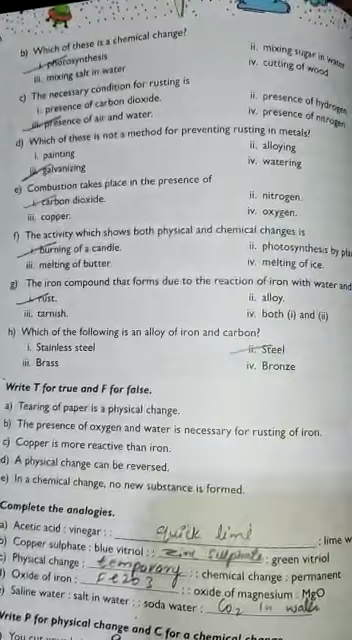 b) Which of these is a chemical change?
i. photosynthesis
ii. mixing sugar in water
iii. mixing salt in water
iv. cutting of wood
c) The necessary condition for rusting is
i. presence of carbon dioxide.
ii. presence of hydrogen
iii. presence of air and water.
iv. presence of nitrogen
d) Which of these is not a method for preventing rusting in metals?
i. painting
ii. alloying
iii. galvanizing
iv. watering
e) Combustion takes place in the presence of
i. carbon dioxide.
ii. nitrogen.
iii. copper.
iv. oxygen.
f) The activity which shows both physical and chemical changes is
i. burning of a candle.
ii. photosynthesis by pla
iii. melting of butter.
iv. melting of ice.
g) The iron compound that forms due to the reaction of iron with water and
i. rust.
ii. alloy.
iii. tarnish.
iv. both (i) and (ii)
h) Which of the following is an alloy of iron and carbon?
i. Stainless steel
ii. Steel
iii. Brass
iv. Bronze
Write T for true and F for false.
a) Tearing of paper is a physical change.
b) The presence of oxygen and water is necessary for rusting of iron.
c) Copper is more reactive than iron.
d) A physical change can be reversed.
e) In a chemical change, no new substance is formed.
Complete the analogies.
a) Acetic acid : vinegar : : quick lime : lime w
b) Copper sulphate : blue vitriol : : zinc sulphate : green vitriol
c) Physical change : temporary : : chemical change : permanent
d) Oxide of iron : Fe2O3 : : oxide of magnesium : MgO
e) Saline water : salt in water : : soda water : CO2 in
Write P for physical change and C for a chemical change